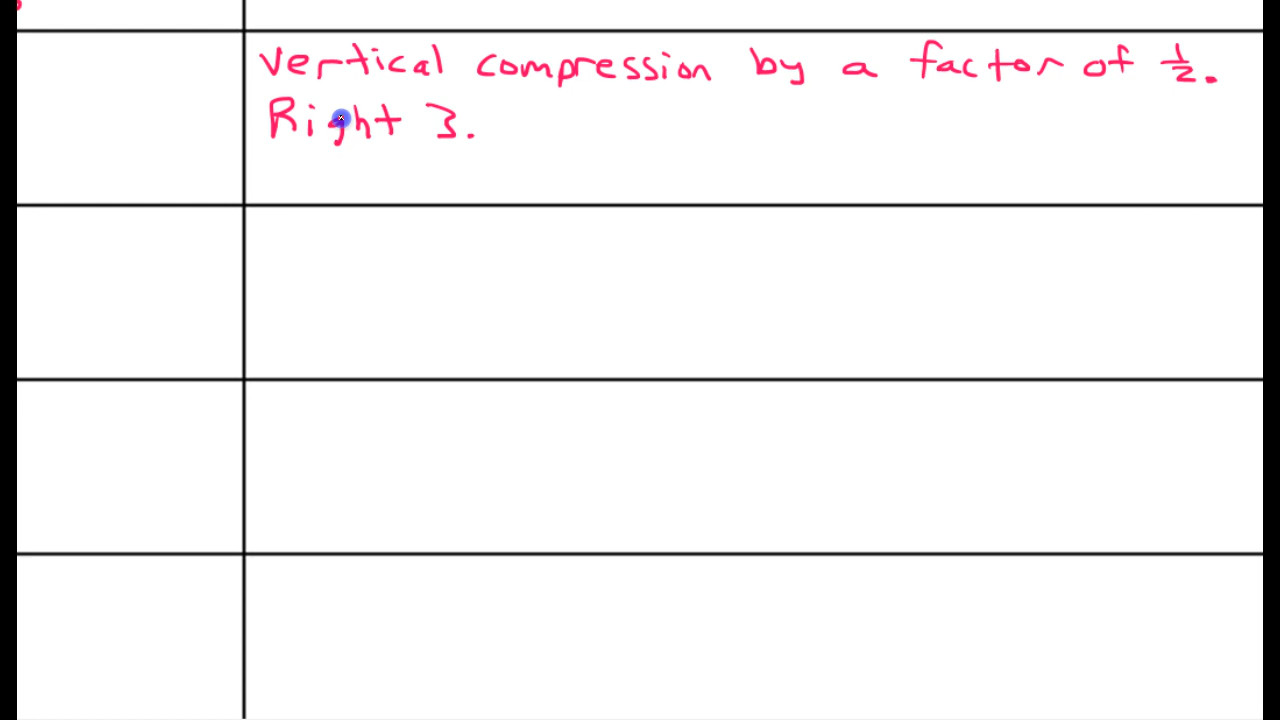 Vertical compression by a factor of 1/2.
Right 3.